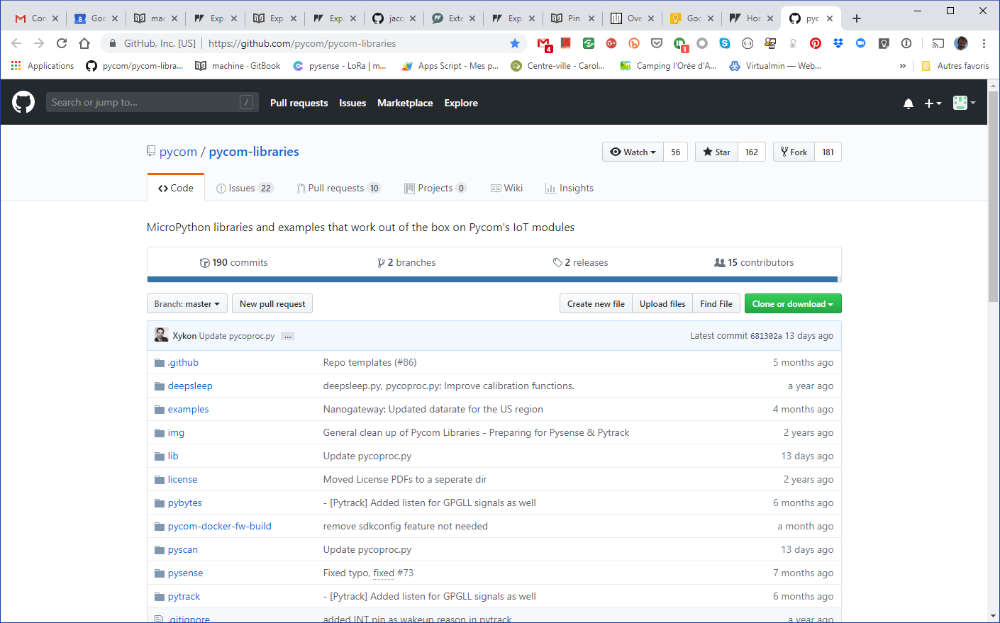 Con
8 Goc
mac
Expa
Expa
Expa
jacq
Exte
Expa
Pin
Ove
Goc
Hor
pyc
GitHub, Inc. [US] https://github.com/pycom/pycom-libraries
4
1
Applications pycom/pycom-libra... machine · GitBook pysense - LoRa | m... Apps Script - Mes p... Centre-ville - Carol... Camping l'Orée d'A... Virtualmin — Web... » Autres favoris
Search or jump to... / Pull requests Issues Marketplace Explore
pycom / pycom-libraries Watch 56 Star 162 Fork 181
Code Issues 22 Pull requests 10 Projects 0 Wiki Insights
MicroPython libraries and examples that work out of the box on Pycom's IoT modules
190 commits 2 branches 2 releases 15 contributors
Branch: master New pull request Create new file Upload files Find File Clone or download
Xykon Update pycoproc.py ... Latest commit 681302a 13 days ago
.github Repo templates (#86) 5 months ago
deepsleep deepsleep.py, pycoproc.py: Improve calibration functions. a year ago
examples Nanogateway: Updated datarate for the US region 4 months ago
img General clean up of Pycom Libraries - Preparing for Pysense & Pytrack 2 years ago
lib Update pycoproc.py 13 days ago
license Moved License PDFs to a seperate dir 2 years ago
pybytes - [Pytrack] Added listen for GPGLL signals as well 6 months ago
pycom-docker-fw-build remove sdkconfig feature not needed a month ago
pyscan Update pycoproc.py 13 days ago
pysense Fixed typo, fixed #73 7 months ago
pytrack - [Pytrack] Added listen for GPGLL signals as well 6 months ago
.gitignore added INT pin as wakeup reason in pytrack a year ago